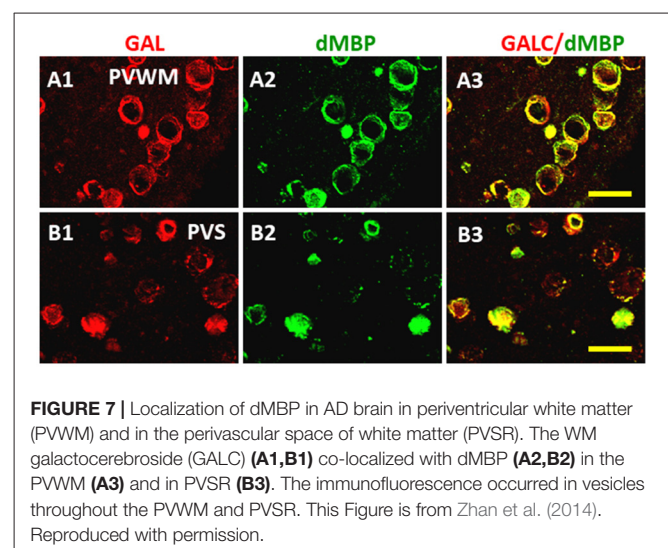 GAL dMBP GALC/dMBP
A1 PVWM A2 A3
B1 PVS B2 B3
FIGURE 7 | Localization of dMBP in AD brain in periventricular white matter
(PVWM) and in the perivascular space of white matter (PVSR). The WM
galactocerebroside (GALC) (A1,B1) co-localized with dMBP (A2,B2) in the
PVWM (A3) and in PVSR (B3). The immunofluorescence occurred in vesicles
throughout the PVWM and PVSR. This Figure is from Zhan et al. (2014).
Reproduced with permission.